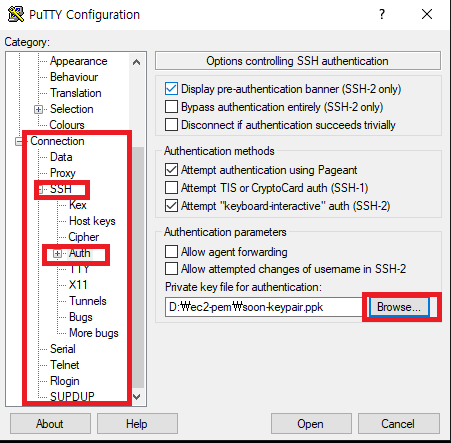 PuTTY Configuration
?
Category:
Appearance
Behaviour
Translation
Selection
Colours
Connection
Data
Proxy
SSH
Kex
Host keys
Cipher
Auth
TTY
X11
Tunnels
Bugs
More bugs
Serial
Telnet
Rlogin
SUPDUP
Options controlling SSH authentication
Display pre-authentication banner (SSH-2 only)
Bypass authentication entirely (SSH-2 only)
Disconnect if authentication succeeds trivially
Authentication methods
Attempt authentication using Pageant
Attempt TIS or CryptoCard auth (SSH-1)
Attempt "keyboard-interactive" auth (SSH-2)
Authentication parameters
Allow agent forwarding
Allow attempted changes of username in SSH-2
Private key file for authentication:
D:₩ec2-pem₩soon-keypair.ppk
Browse...
About
Help
Open
Cancel